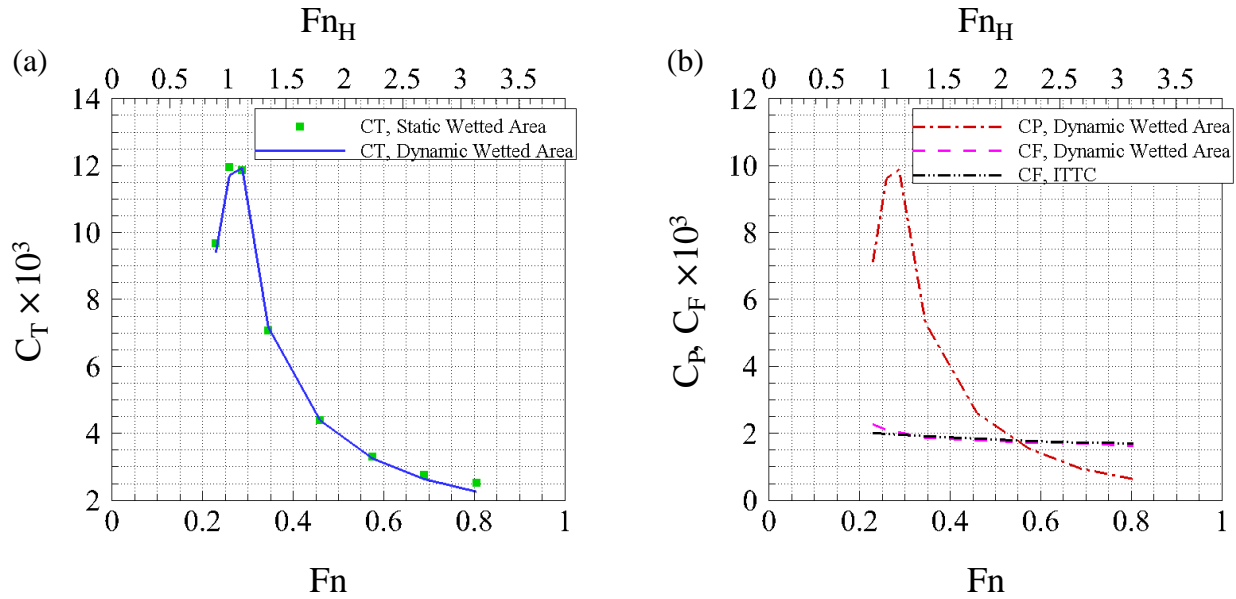 Fn_H
(a)
0 0.5 1 1.5 2 2.5 3 3.5
14
12
10
8
6
4
2
C_T ×10³
CT, Static Wetted Area
CT, Dynamic Wetted Area
0 0.2 0.4 0.6 0.8 1
Fn
Fn_H
(b)
0 0.5 1 1.5 2 2.5 3 3.5
12
10
8
6
4
2
0
C_P, C_F ×10³
CP, Dynamic Wetted Area
CF, Dynamic Wetted Area
CF, ITTC
0 0.2 0.4 0.6 0.8 1
Fn